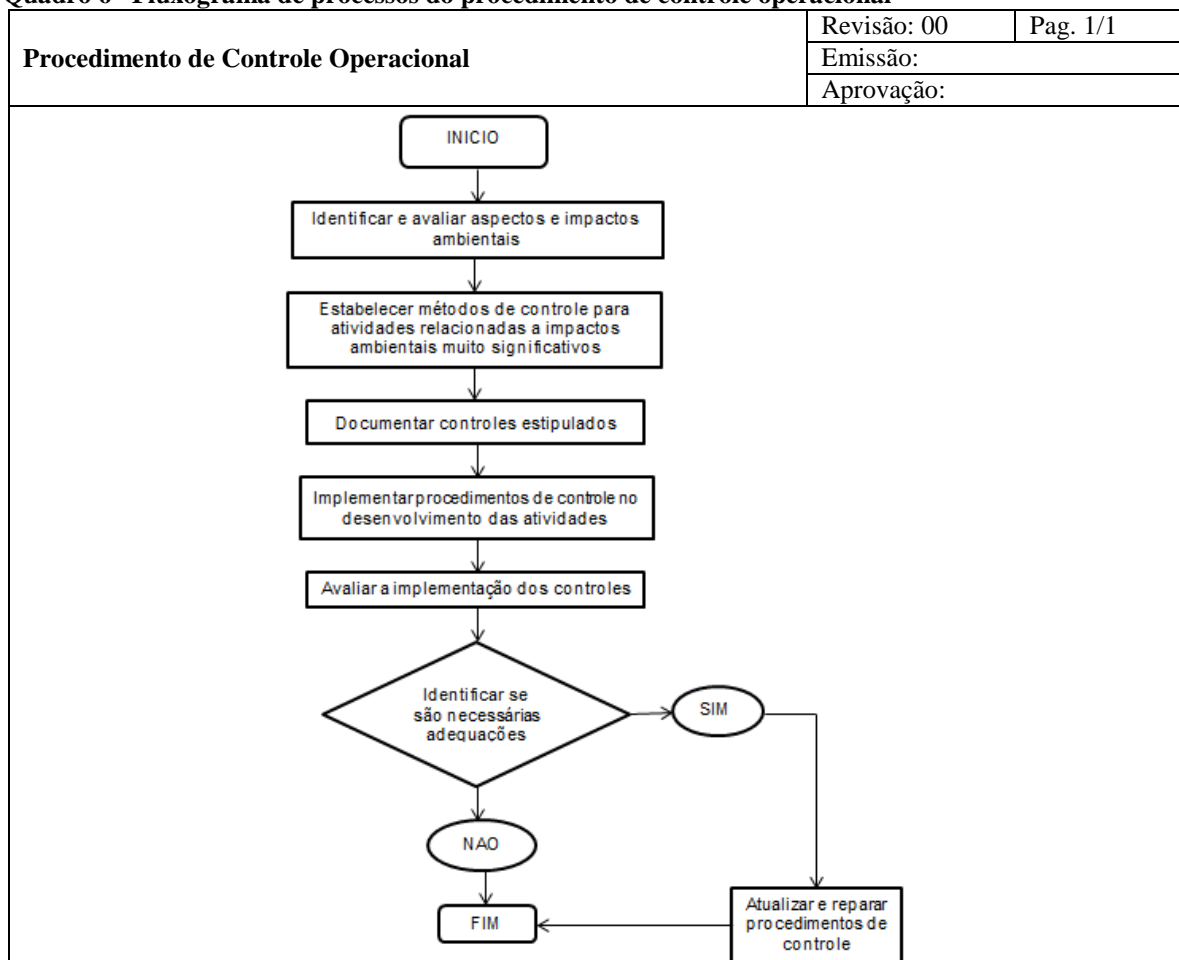 Quadro 6 - Fluxograma de processos do procedimento de controle operacional
Procedimento de Controle Operacional
Revisão: 00
Pag. 1/1
Emissão:
Aprovação:
INICIO
Identificar e avaliar aspectos e impactos
ambientais
Estabelecer métodos de controle para
atividades relacionadas a impactos
ambientais muito significativos
Documentar controles estipulados
Implementar procedimentos de controle no
desenvolvimento das atividades
Avaliar a implementação dos controles
Identificar se
são necessárias
adequacões
SIM
NAO
Atualizar e reparar
procedimentos de
controle
FIM